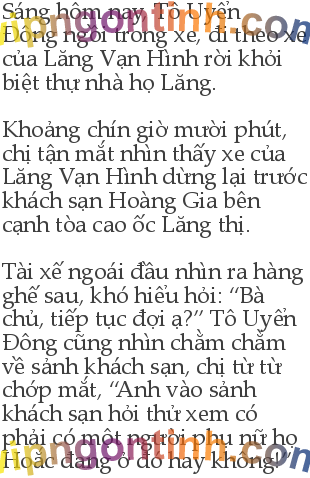 Sáng hôm nay, Tô Uyển
Đông ngồi trong xe, đi theo xe
của Lăng Vạn Hình rời khỏi
biệt thự nhà họ Lăng.
Khoảng chín giờ mười phút,
chị tận mắt nhìn thấy xe của
Lăng Vạn Hình dừng lại trước
khách sạn Hoàng Gia bên
cạnh tòa cao ốc Lăng thị.
Tài xế ngoái đầu nhìn ra hàng
ghế sau, khó hiểu hỏi: “Bà
chủ, tiếp tục đợi ạ?” Tô Uyển
Đông cũng nhìn chằm chằm
về sảnh khách sạn, chị từ từ
chớp mắt, “Anh vào sảnh
khách sạn hỏi thử xem có
phải có một người phụ nữ họ
Hoắc đang ở đó hay không.”
vipngontinh.com
vipngontinh.com